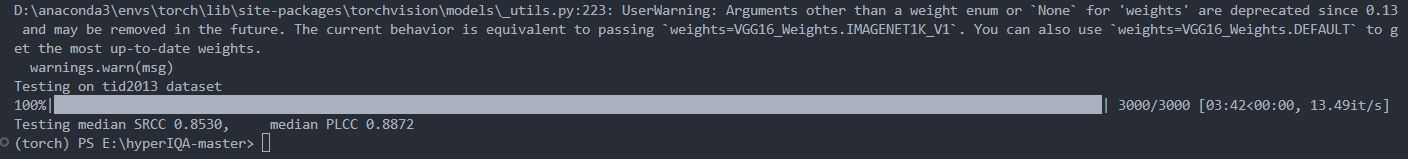 D:\anaconda3\envs\torch\lib\site-packages\torchvision\models\_utils.py:223: UserWarning: Arguments other than a weight enum or `None` for 'weights' are deprecated since 0.13
 and may be removed in the future. The current behavior is equivalent to passing `weights=VGG16_Weights.IMAGENET1K_V1`. You can also use `weights=VGG16_Weights.DEFAULT` to g
et the most up-to-date weights.
  warnings.warn(msg)
Testing on tid2013 dataset
100%|| 3000/3000 [03:42<00:00, 13.49it/s]
Testing median SRCC 0.8530,     median PLCC 0.8872
(torch) PS E:\hyperIQA-master>